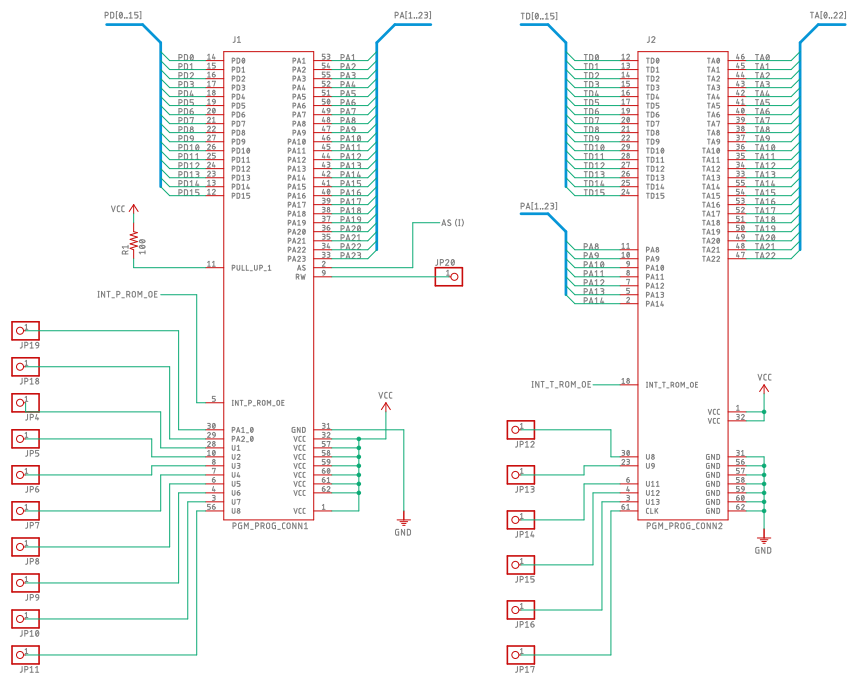 PD[0..15]
PA[1..23]
J1
PD0 14 PD0 PA1 53 PA1
PD1 15 PD1 PA2 54 PA2
PD2 16 PD2 PA3 55 PA3
PD3 17 PD3 PA4 52 PA4
PD4 18 PD4 PA5 51 PA5
PD5 19 PD5 PA6 50 PA6
PD6 20 PD6 PA7 49 PA7
PD7 21 PD7 PA8 48 PA8
PD8 22 PD8 PA9 47 PA9
PD9 27 PD9 PA10 46 PA10
PD10 26 PD10 PA11 45 PA11
PD11 25 PD11 PA12 44 PA12
PD12 24 PD12 PA13 43 PA13
PD13 23 PD13 PA14 42 PA14
PD14 13 PD14 PA15 41 PA15
PD15 12 PD15 PA16 40 PA16
PA17 39 PA17
PA18 38 PA18
PA19 37 PA19
PA20 36 PA20
PA21 35 PA21
PA22 34 PA22
PA23 33 PA23
VCC
R1
100
11 PULL_UP_1
AS 2 AS(I)
RW 9
JP20
1
INT_P_ROM_OE
5 INT_P_ROM_OE
VCC
30 PA1_0 GND 31
29 PA2_0 VCC 32
28 U1 VCC 57
10 U2 VCC 58
8 U3 VCC 59
7 U4 VCC 60
6 U5 VCC 61
4 U6 VCC 62
3 U7
56 U8 VCC 1
PGM_PROG_CONN1
GND
1
JP19
1
JP18
1
JP4
1
JP5
1
JP6
1
JP7
1
JP8
1
JP9
1
JP10
1
JP11
TD[0..15]
TA[0..22]
J2
TD0 12 TD0 TA0 46 TA0
TD1 13 TD1 TA1 45 TA1
TD2 14 TD2 TA2 44 TA2
TD3 15 TD3 TA3 43 TA3
TD4 16 TD4 TA4 42 TA4
TD5 17 TD5 TA5 41 TA5
TD6 19 TD6 TA6 40 TA6
TD7 20 TD7 TA7 39 TA7
TD8 21 TD8 TA8 38 TA8
TD9 22 TD9 TA9 37 TA9
TD10 29 TD10 TA10 36 TA10
TD11 28 TD11 TA11 35 TA11
TD12 27 TD12 TA12 34 TA12
TD13 26 TD13 TA13 33 TA13
TD14 25 TD14 TA14 55 TA14
TD15 24 TD15 TA15 54 TA15
TA16 53 TA16
TA17 52 TA17
TA18 51 TA18
TA19 50 TA19
TA20 49 TA20
TA21 48 TA21
TA22 47 TA22
PA[1..23]
PA8 11 PA8
PA9 10 PA9
PA10 9 PA10
PA11 8 PA11
PA12 7 PA12
PA13 5 PA13
PA14 2 PA14
INT_T_ROM_OE 18 INT_T_ROM_OE
VCC
VCC 1
VCC 32
30 U8 GND 31
23 U9 GND 56
GND 57
6 U11 GND 58
4 U12 GND 59
3 U13 GND 60
61 CLK GND 62
PGM_PROG_CONN2
GND
1
JP12
1
JP13
1
JP14
1
JP15
1
JP16
1
JP17